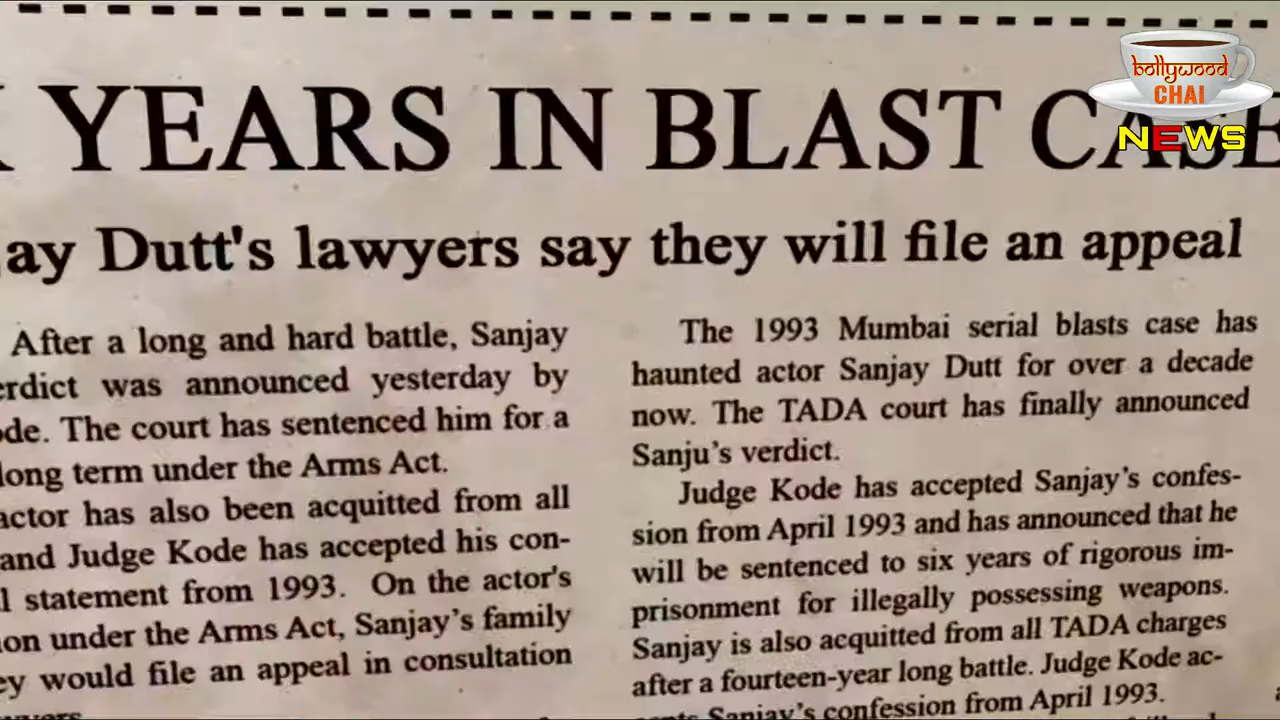 bollywood
CHAI
NEWS
YEARS IN BLAST CASE
Dutt's lawyers say they will file an appeal
After a long and hard battle, Sanjay
was announced yesterday by
The court has sentenced him for a
long term under the Arms Act.
actor has also been acquitted from all
and Judge Kode has accepted his con-
statement from 1993. On the actor's
under the Arms Act, Sanjay's family
would file an appeal in consultation
The 1993 Mumbai serial blasts case has
haunted actor Sanjay Dutt for over a decade
now. The TADA court has finally announced
Sanju's verdict.
Judge Kode has accepted Sanjay's confes-
sion from April 1993 and has announced that he
will be sentenced to six years of rigorous im-
prisonment for illegally possessing weapons.
Sanjay is also acquitted from all TADA charges
after a fourteen-year long battle. Judge Kode ac-
Sanjay's confession from April 1993.